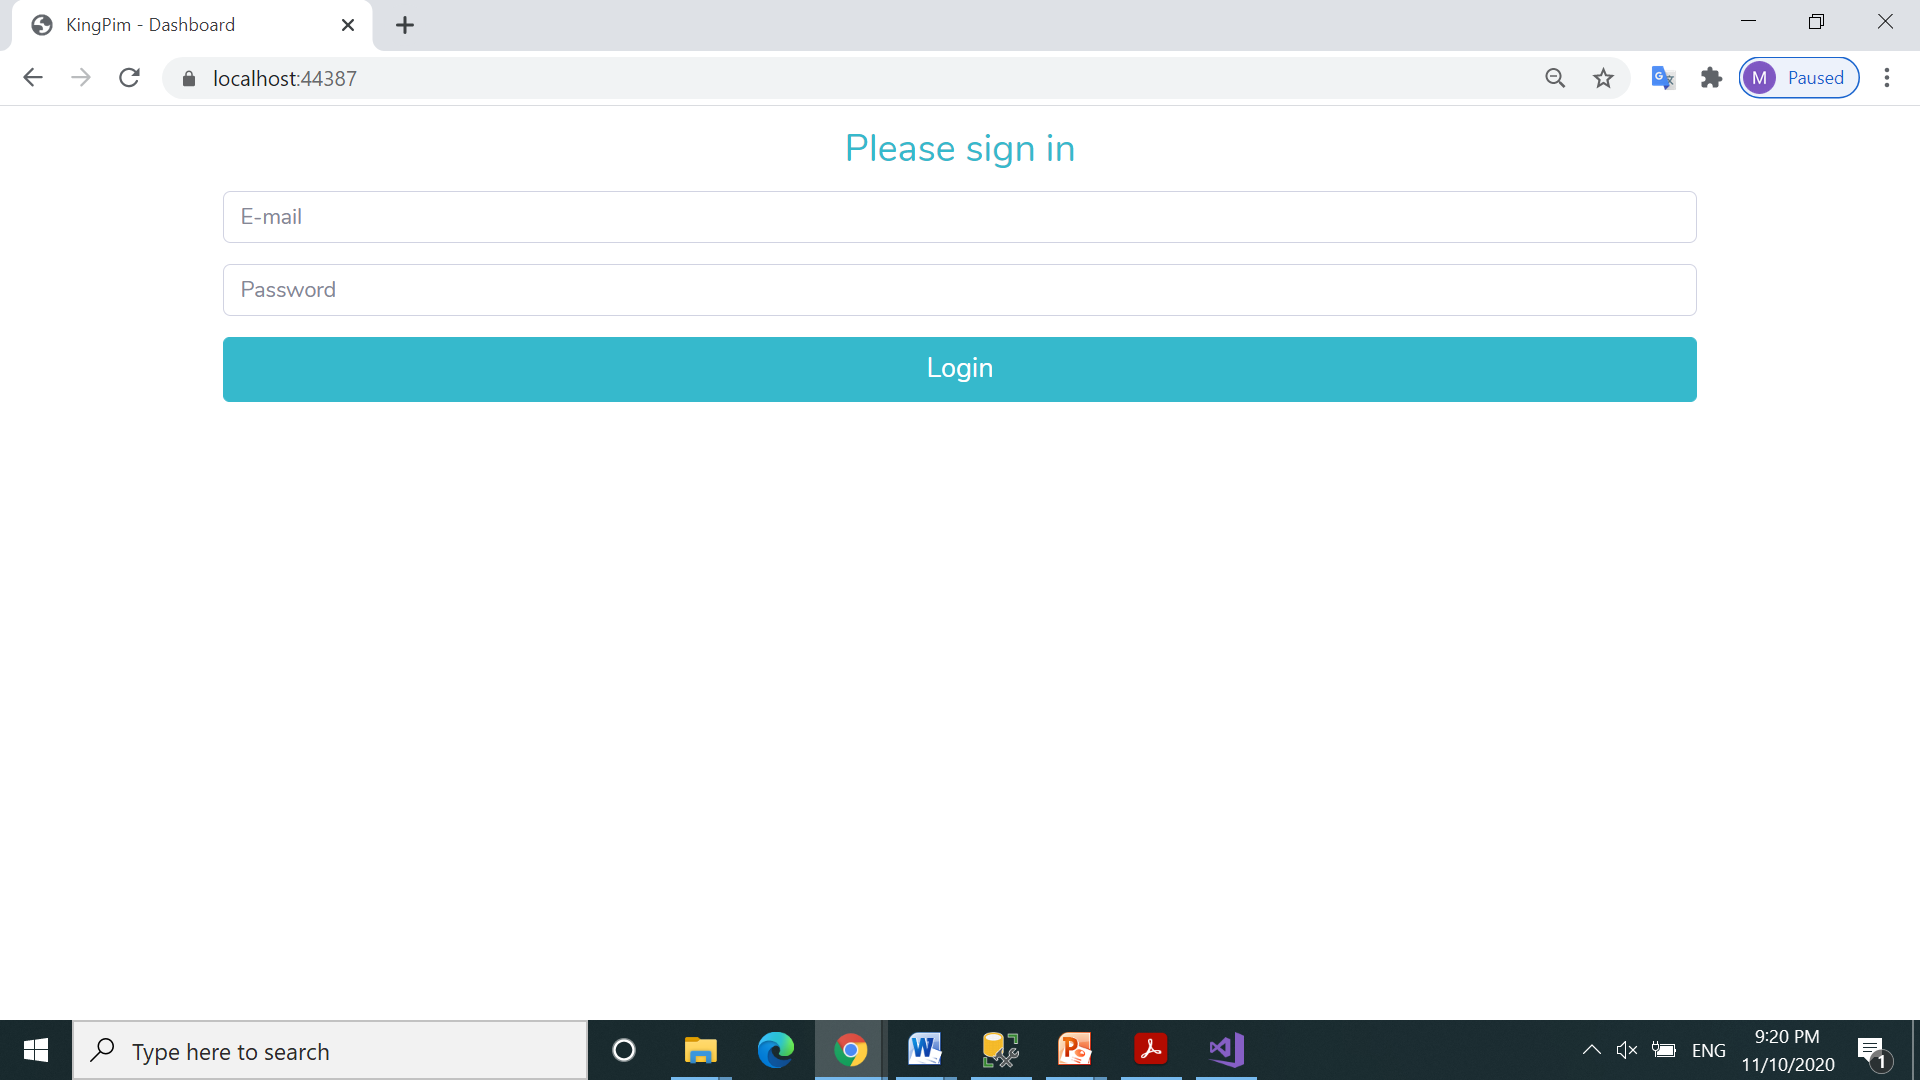 KingPim - Dashboard
localhost:44387
M Paused
Please sign in
E-mail
Password
Login
Type here to search
ENG
9:20 PM
11/10/2020
1